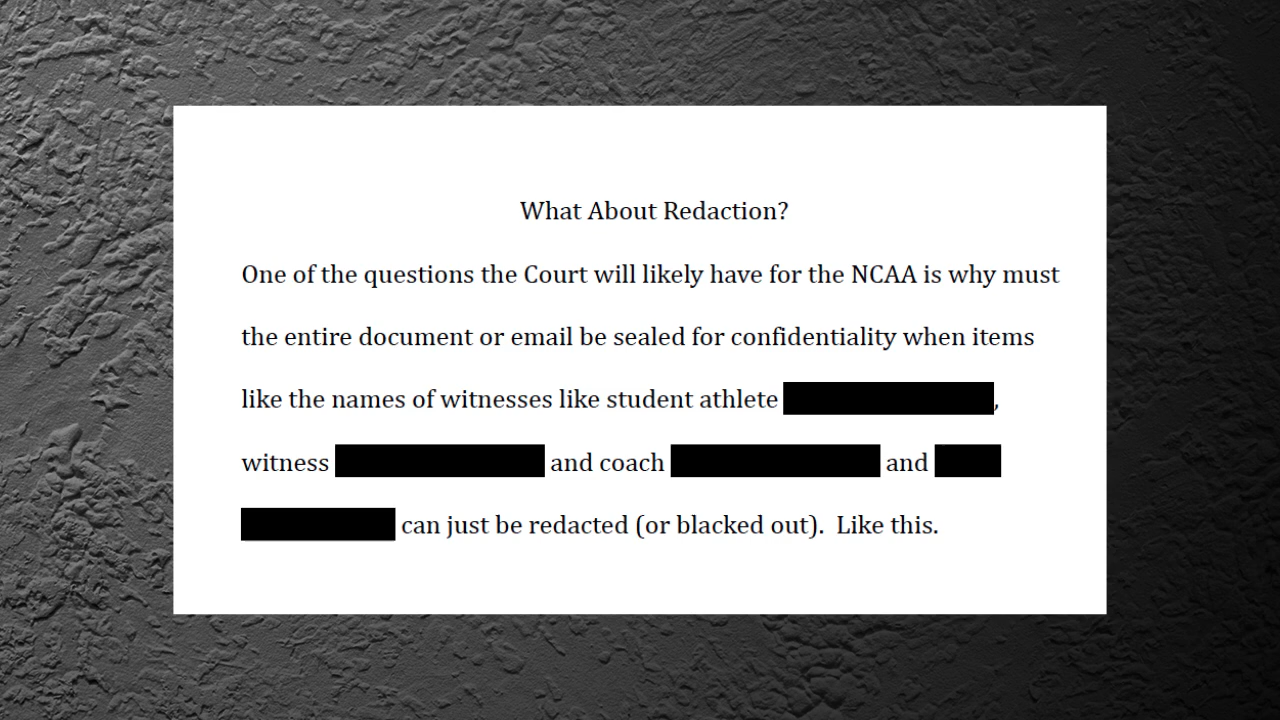 What About Redaction?
One of the questions the Court will likely have for the NCAA is why must
the entire document or email be sealed for confidentiality when items
like the names of witnesses like student athlete ,
witness and coach and
can just be redacted (or blacked out).  Like this.